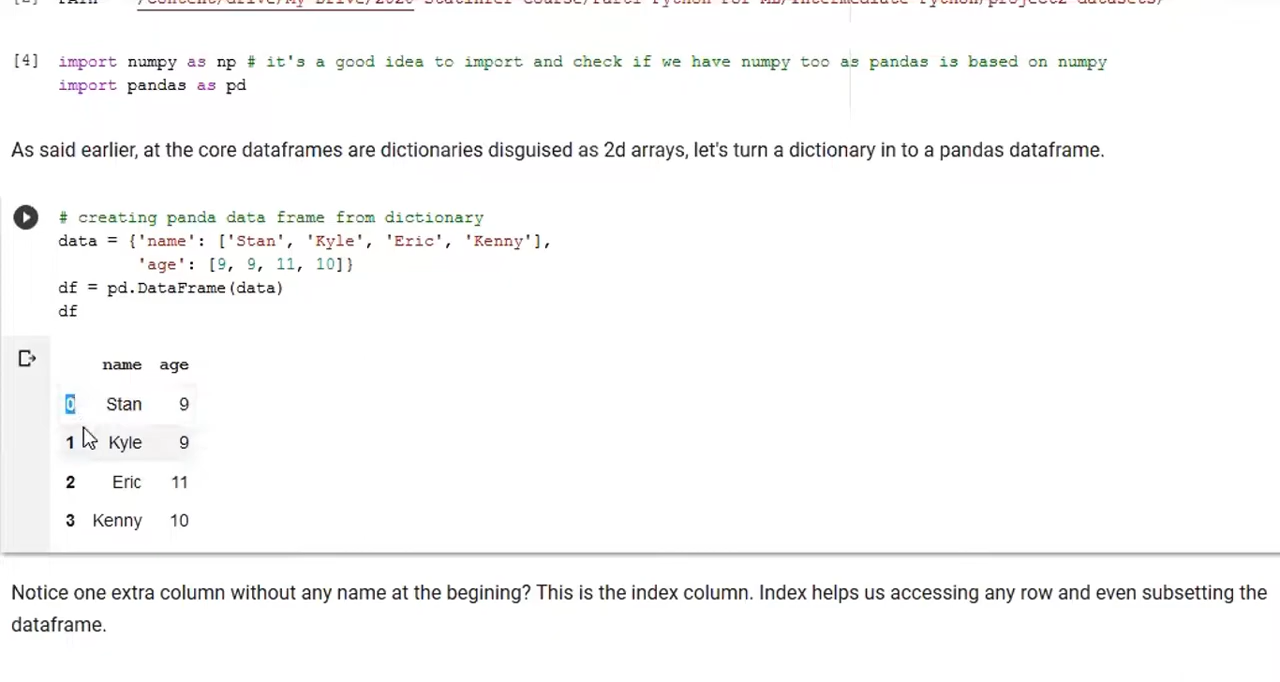 [4] import numpy as np # it's a good idea to import and check if we have numpy too as pandas is based on numpy
import pandas as pd
As said earlier, at the core dataframes are dictionaries disguised as 2d arrays, let's turn a dictionary in to a pandas dataframe.
# creating panda data frame from dictionary
data = {'name': ['Stan', 'Kyle', 'Eric', 'Kenny'],
'age': [9, 9, 11, 10]}
df = pd.DataFrame(data)
df
name age
0 Stan 9
1 Kyle 9
2 Eric 11
3 Kenny 10
Notice one extra column without any name at the begining? This is the index column. Index helps us accessing any row and even subsetting the
dataframe.